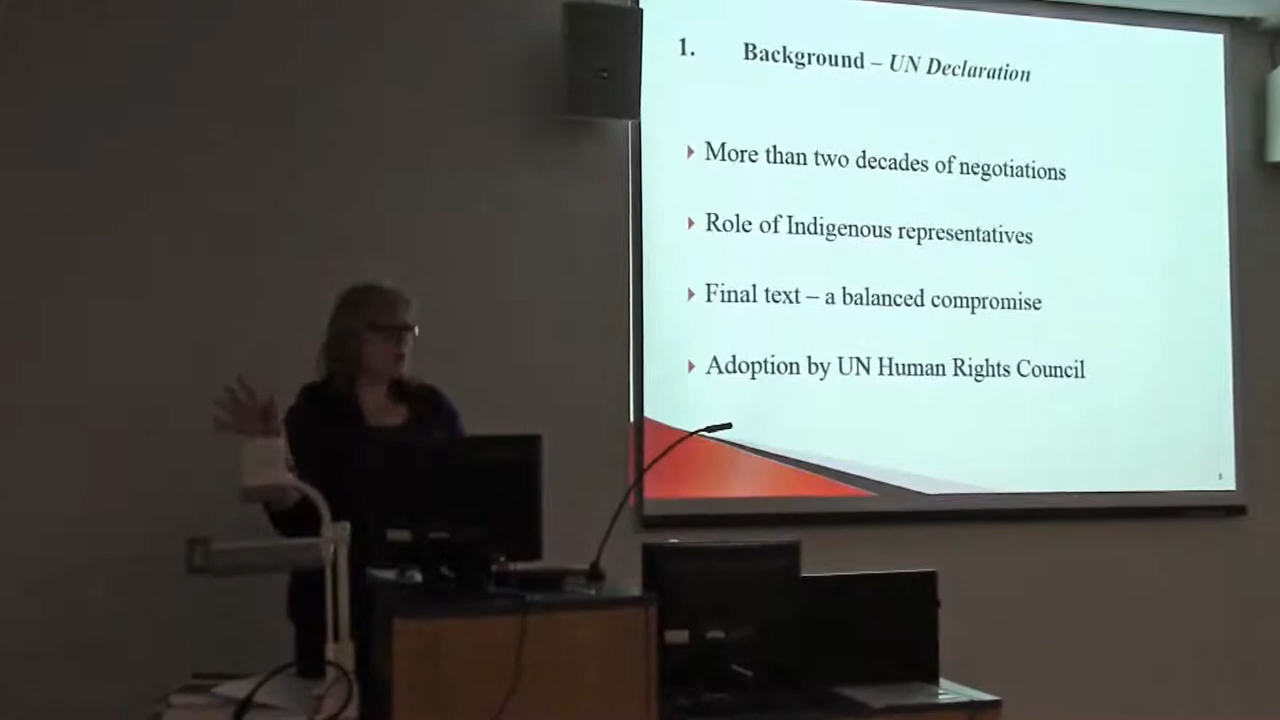 1. Background – UN Declaration
More than two decades of negotiations
Role of Indigenous representatives
Final text – a balanced compromise
Adoption by UN Human Rights Council